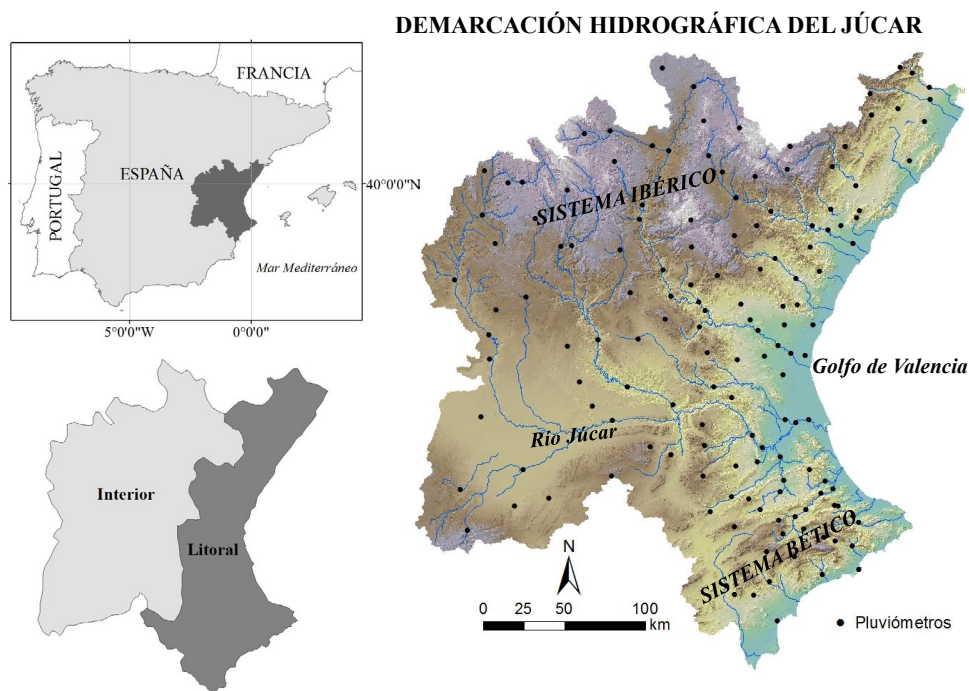 DEMARCACIÓN HIDROGRÁFICA DEL JÚCAR
FRANCIA
ESPAÑA
PORTUGAL
40°0'0"N
Mar Mediterráneo
5°0'0"W
0°0'0"
Interior
Litoral
SISTEMA IBÉRICO
Golfo de Valencia
Río Júcar
SISTEMA BÉTICO
N
0 25 50 100
km
Pluviómetros